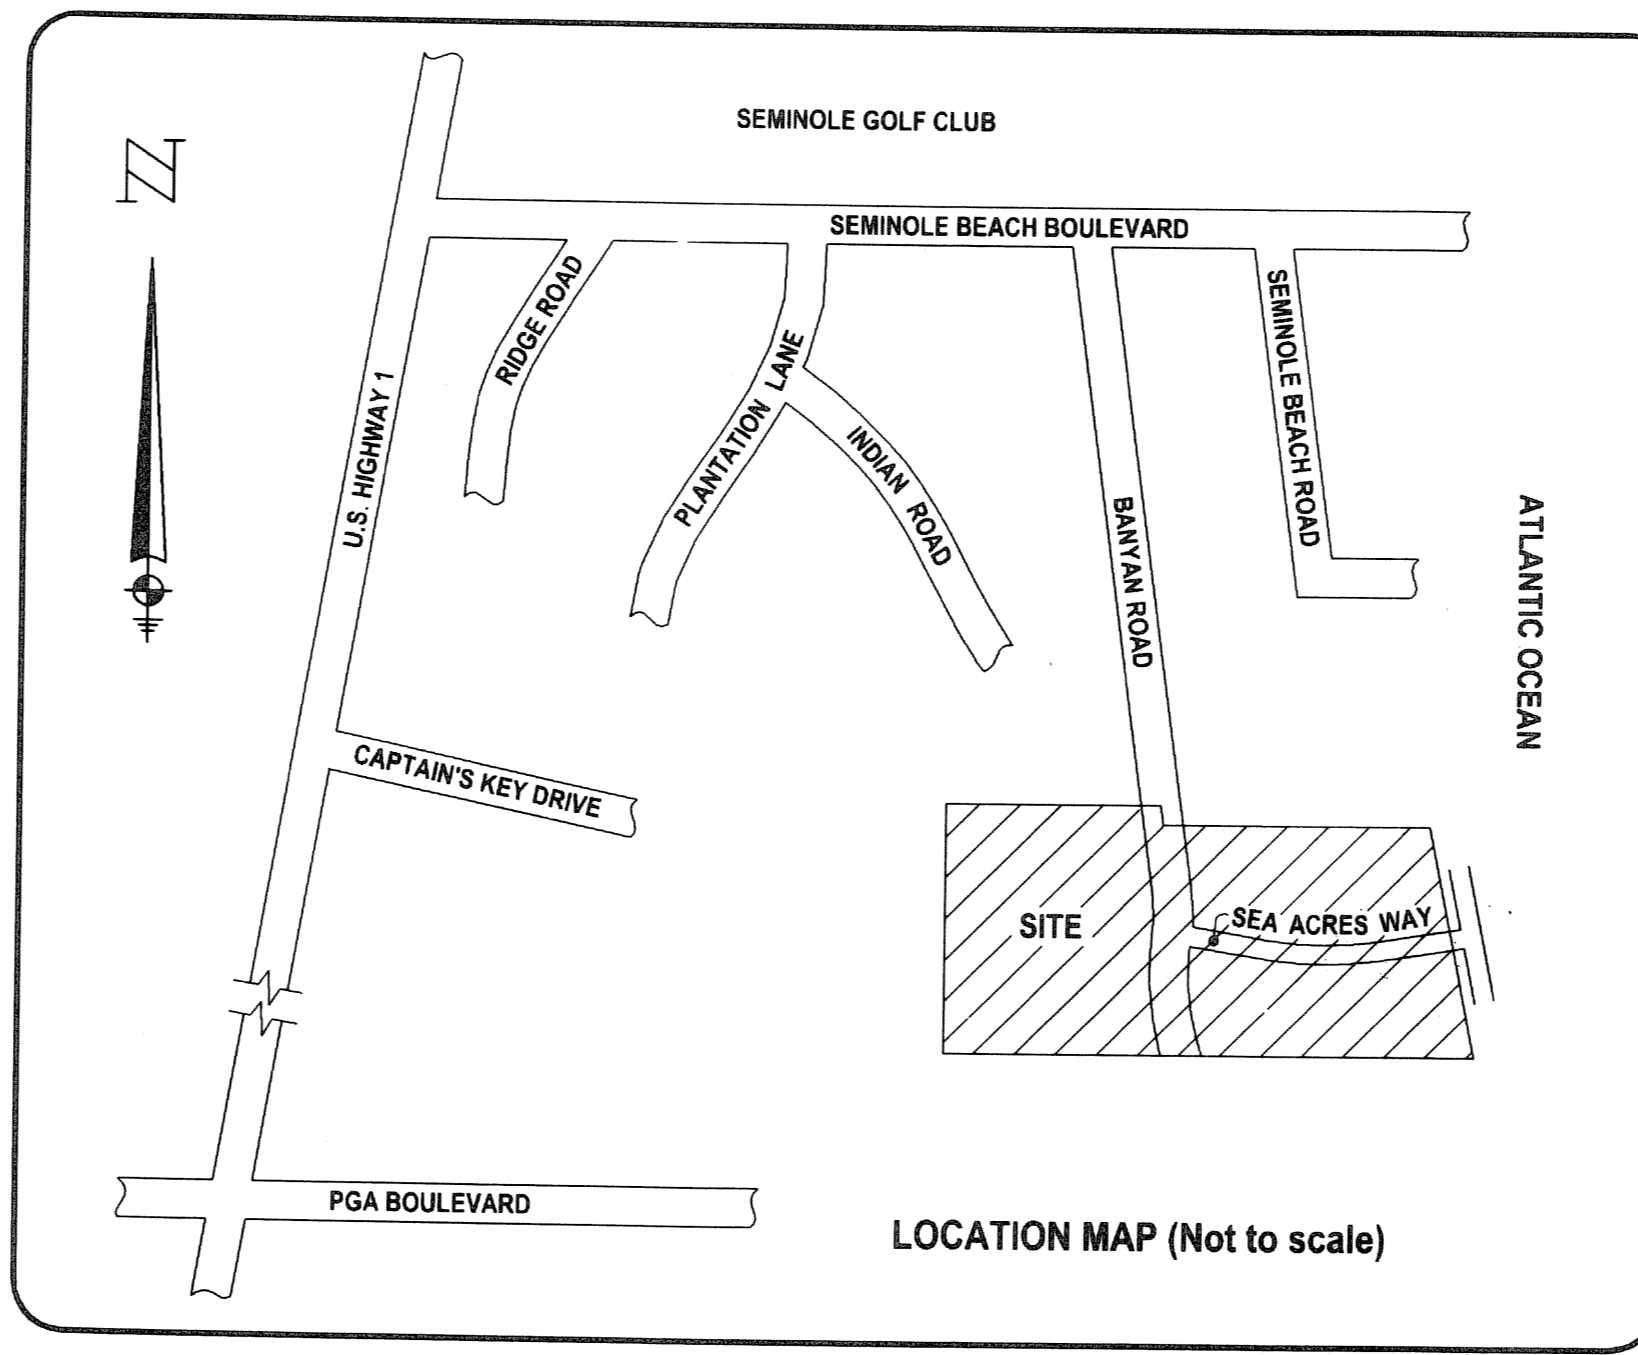 SEMINOLE GOLF CLUB
N
SEMINOLE BEACH BOULEVARD
RIDGE ROAD
SEMINOLE BEACH ROAD
PLANTATION LANE
U.S. HIGHWAY 1
INDIAN ROAD
BANYAN ROAD
ATLANTIC OCEAN
CAPTAIN'S KEY DRIVE
SITE
SEA ACRES WAY
PGA BOULEVARD
LOCATION MAP (Not to scale)